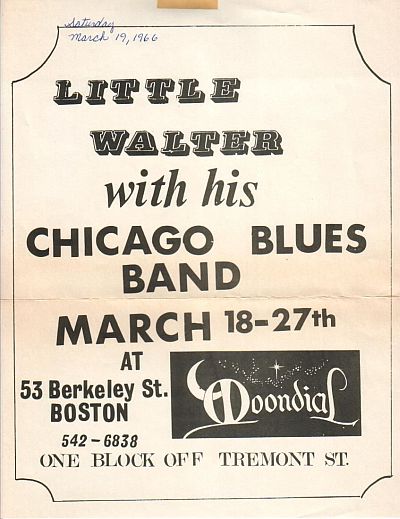 Saturday
March 19, 1966
LITTLE
WALTER
with his
CHICAGO BLUES
BAND
MARCH 18-27th
AT
53 Berkeley St.
BOSTON
542-6838
Moondial
ONE BLOCK OFF TREMONT ST.